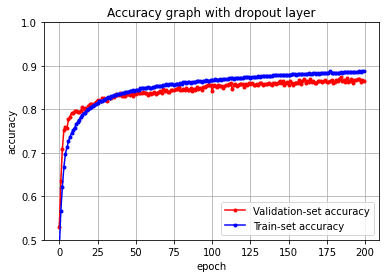 Accuracy graph with dropout layer
accuracy
1.0
0.9
0.8
0.7
0.6
0.5
0 25 50 75 100 125 150 175 200
epoch
Validation-set accuracy
Train-set accuracy